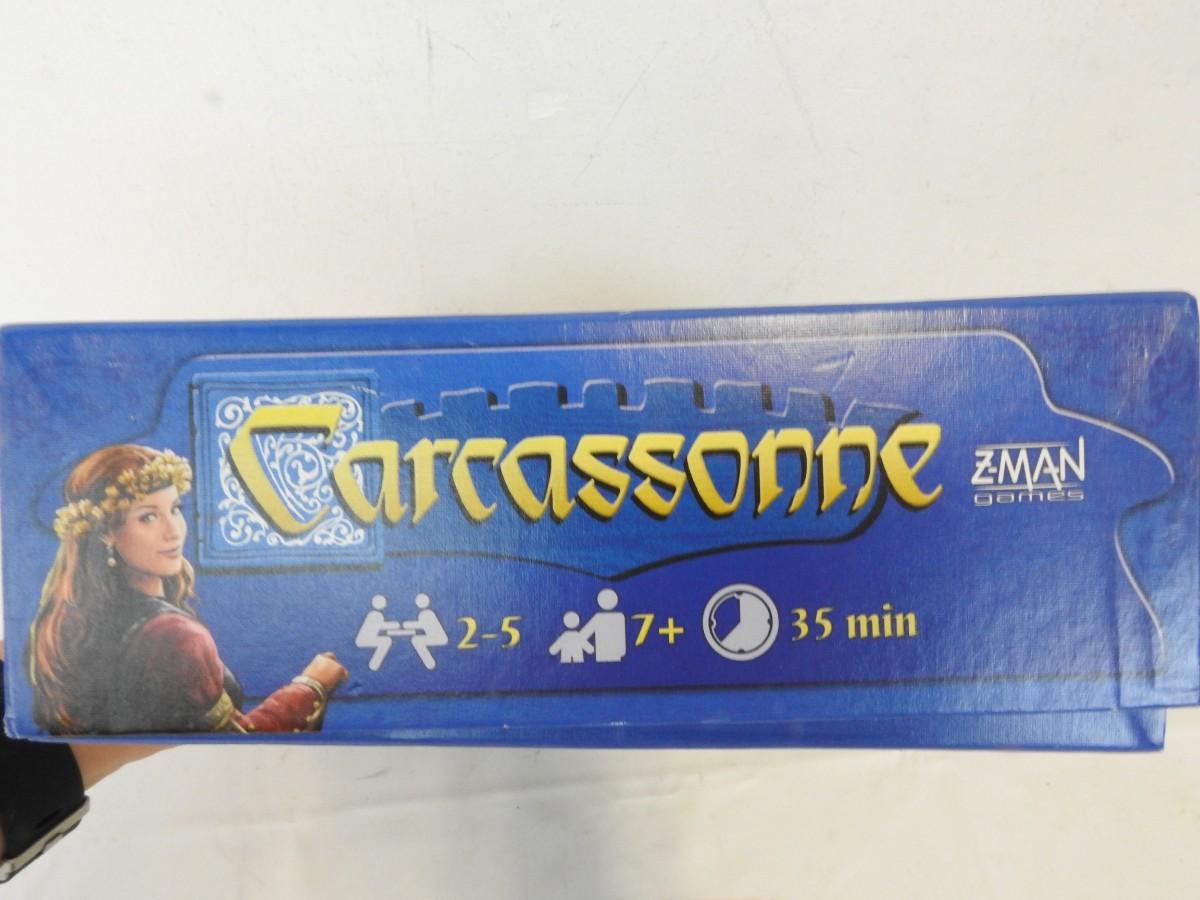 Carcassonne
Z-MAN
games
2-5 7+ 35 min